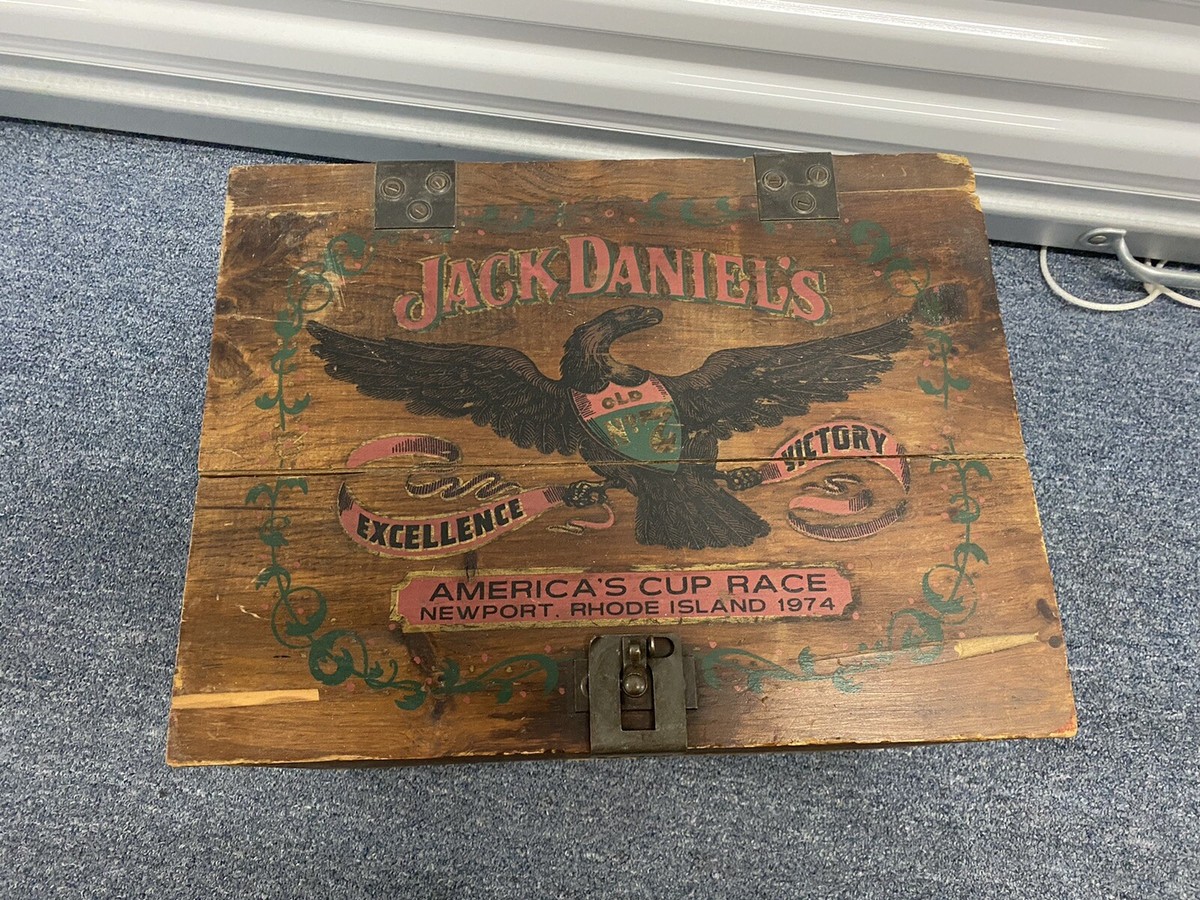 JACK DANIEL'S
OLD
VICTORY
EXCELLENCE
AMERICA'S CUP RACE
NEWPORT, RHODE ISLAND 1974